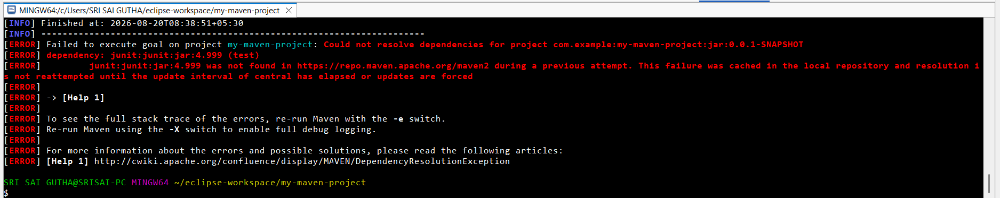 MINGW64:/c/Users/SRI SAI GUTHA/eclipse-workspace/my-maven-project
[INFO] Finished at: 2026-08-20T08:38:51+05:30
[INFO] ------------------------------------------------------------------------
[ERROR] Failed to execute goal on project my-maven-project: Could not resolve dependencies for project com.example:my-maven-project:jar:0.0.1-SNAPSHOT
[ERROR] dependency: junit:junit:jar:4.999 (test)
[ERROR]         junit:junit:jar:4.999 was not found in https://repo.maven.apache.org/maven2 during a previous attempt. This failure was cached in the local repository and resolution i
s not reattempted until the update interval of central has elapsed or updates are forced
[ERROR]
[ERROR] -> [Help 1]
[ERROR]
[ERROR] To see the full stack trace of the errors, re-run Maven with the -e switch.
[ERROR] Re-run Maven using the -X switch to enable full debug logging.
[ERROR]
[ERROR] For more information about the errors and possible solutions, please read the following articles:
[ERROR] [Help 1] http://cwiki.apache.org/confluence/display/MAVEN/DependencyResolutionException
SRI SAI GUTHA@SRISAI-PC MINGW64 ~/eclipse-workspace/my-maven-project
$